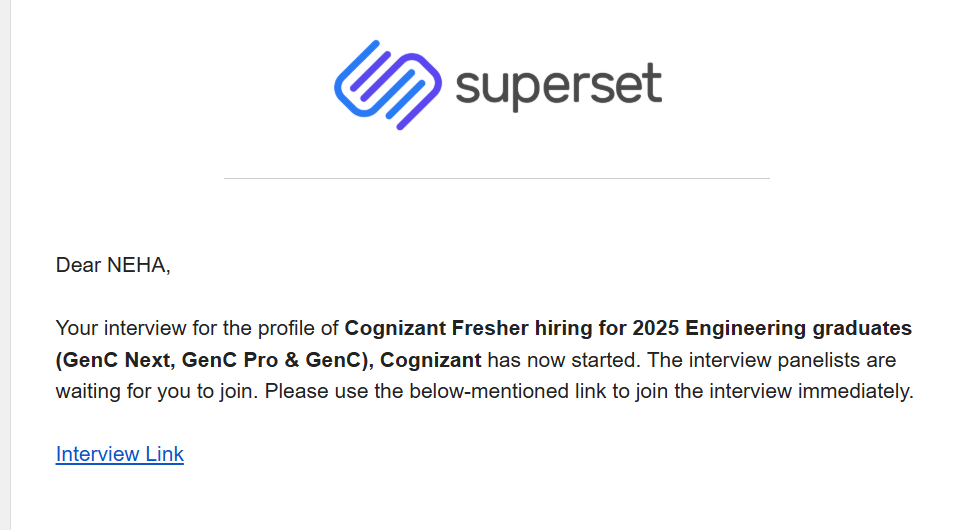 superset
Dear NEHA,
Your interview for the profile of Cognizant Fresher hiring for 2025 Engineering graduates
(GenC Next, GenC Pro & GenC), Cognizant has now started. The interview panelists are
waiting for you to join. Please use the below-mentioned link to join the interview immediately.
Interview Link